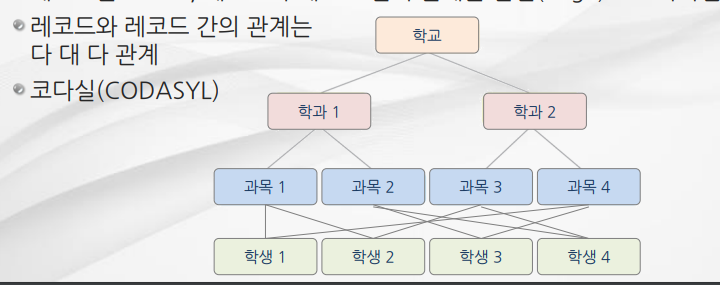 레코드와 레코드 간의 관계는
다 대 다 관계
코다실(CODASYL)
학교
학과 1
학과 2
과목 1
과목 2
과목 3
과목 4
학생 1
학생 2
학생 3
학생 4